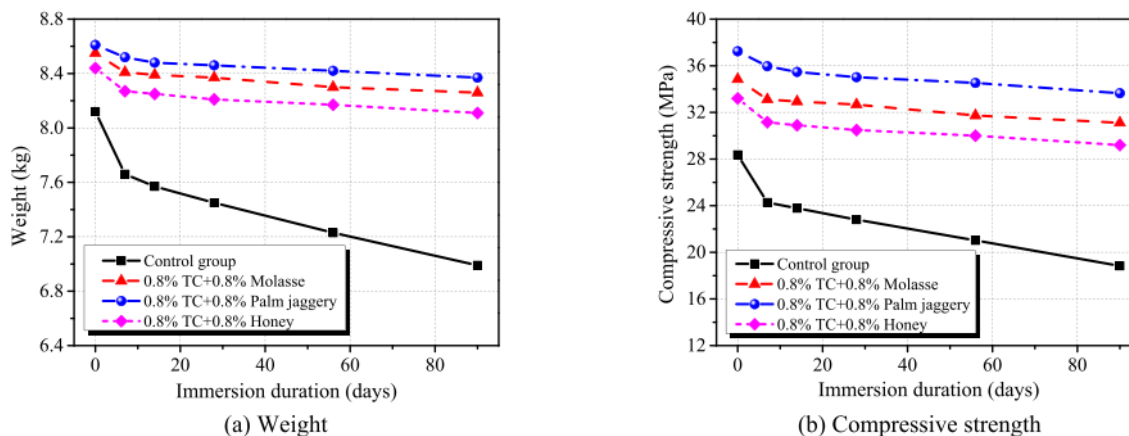 8.8
8.4
8.0
7.6
7.2
6.8
6.4
Weight (kg)
Control group
0.8% TC+0.8% Molasse
0.8% TC+0.8% Palm jaggery
0.8% TC+0.8% Honey
0 20 40 60 80
Immersion duration (days)
(a) Weight
40
36
32
28
24
20
16
12
Compressive strength (MPa)
Control group
0.8% TC+0.8% Molasse
0.8% TC+0.8% Palm jaggery
0.8% TC+0.8% Honey
0 20 40 60 80
Immersion duration (days)
(b) Compressive strength